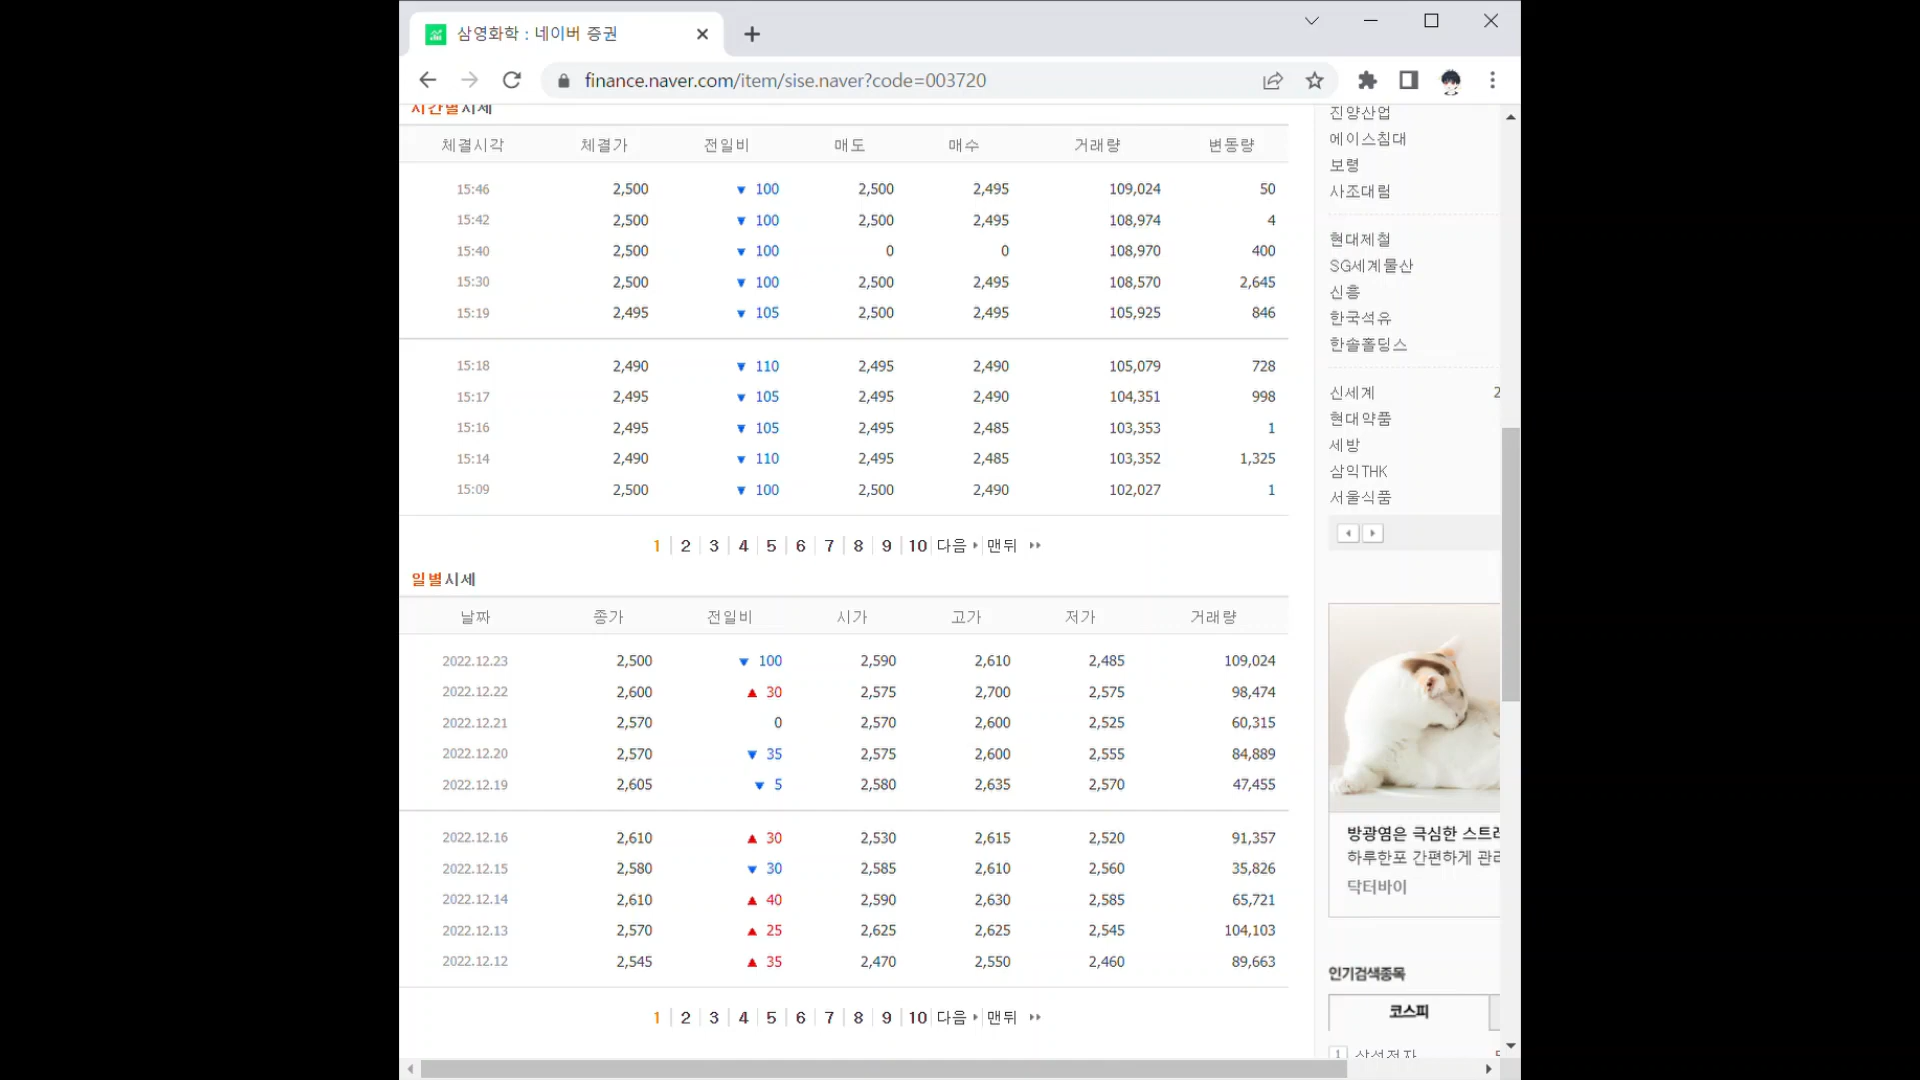 삼영화학 : 네이버 증권
finance.naver.com/item/sise.naver?code=003720
시간별시세
체결시각 체결가 전일비 매도 매수 거래량 변동량
15:46 2,500 ▼ 100 2,500 2,495 109,024 50
15:42 2,500 ▼ 100 2,500 2,495 108,974 4
15:40 2,500 ▼ 100 0 0 108,970 400
15:30 2,500 ▼ 100 2,500 2,495 108,570 2,645
15:19 2,495 ▼ 105 2,500 2,495 105,925 846
15:18 2,490 ▼ 110 2,495 2,490 105,079 728
15:17 2,495 ▼ 105 2,495 2,490 104,351 998
15:16 2,495 ▼ 105 2,495 2,485 103,353 1
15:14 2,490 ▼ 110 2,495 2,485 103,352 1,325
15:09 2,500 ▼ 100 2,500 2,490 102,027 1
1 2 3 4 5 6 7 8 9 10 다음 맨뒤
일별시세
날짜 종가 전일비 시가 고가 저가 거래량
2022.12.23 2,500 ▼ 100 2,590 2,610 2,485 109,024
2022.12.22 2,600 ▲ 30 2,575 2,700 2,575 98,474
2022.12.21 2,570 0 2,570 2,600 2,525 60,315
2022.12.20 2,570 ▼ 35 2,575 2,600 2,555 84,889
2022.12.19 2,605 ▼ 5 2,580 2,635 2,570 47,455
2022.12.16 2,610 ▲ 30 2,530 2,615 2,520 91,357
2022.12.15 2,580 ▼ 30 2,585 2,610 2,560 35,826
2022.12.14 2,610 ▲ 40 2,590 2,630 2,585 65,721
2022.12.13 2,570 ▲ 25 2,625 2,625 2,545 104,103
2022.12.12 2,545 ▲ 35 2,470 2,550 2,460 89,663
1 2 3 4 5 6 7 8 9 10 다음 맨뒤
진양산업
에이스침대
보령
사조대림
현대제철
SG세계물산
신흥
한국석유
한솔홀딩스
신세계 2
현대약품
세방
삼익THK
서울식품
방광염은 극심한 스트레
하루한포 간편하게 관리
닥터바이
인기검색종목
코스피
1 삼성전자